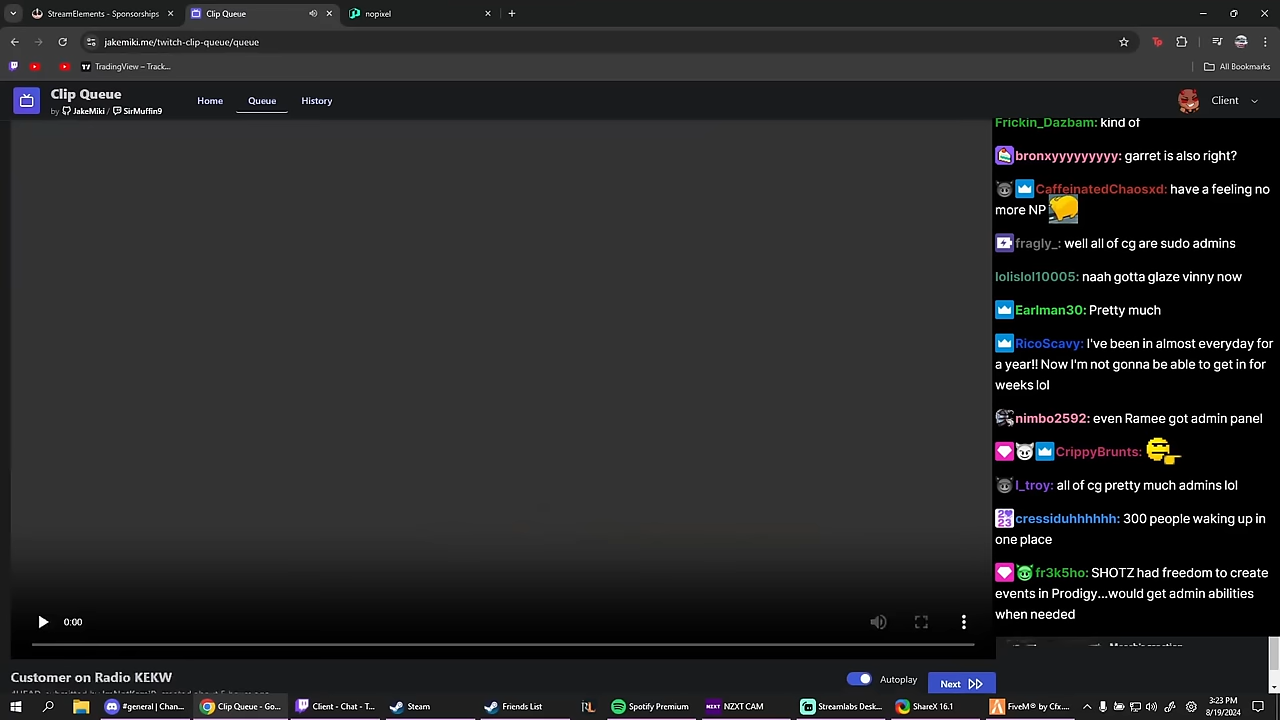 StreamElements - Sponsorships
Clip Queue
nopixel
jakemiki.me/twitch-clip-queue/queue
TradingView – Track...
All Bookmarks
Clip Queue
by JakeMiki / SirMuffin9
Home
Queue
History
Client
Frickin_Dazbam: kind of
bronxyyyyyyyyy: garret is also right?
CaffeinatedChaosxd: have a feeling no
more NP
fragly_: well all of cg are sudo admins
lolislol10005: naah gotta glaze vinny now
Earlman30: Pretty much
RicoScavy: I've been in almost everyday for
a year!! Now I'm not gonna be able to get in for
weeks lol
nimbo2592: even Ramee got admin panel
CrippyBrunts:
l_troy: all of cg pretty much admins lol
cressiduhhhhhh: 300 people waking up in
one place
fr3k5ho: SHOTZ had freedom to create
events in Prodigy...would get admin abilities
when needed
0:00
Customer on Radio KEKW
Autoplay
Next
#general | Chan...
Clip Queue - Go...
Client - Chat - T...
Steam
Friends List
Spotify Premium
NZXT CAM
Streamlabs Desk...
ShareX 16.1
FiveM® by Cfx....
3:23 PM
8/19/2024